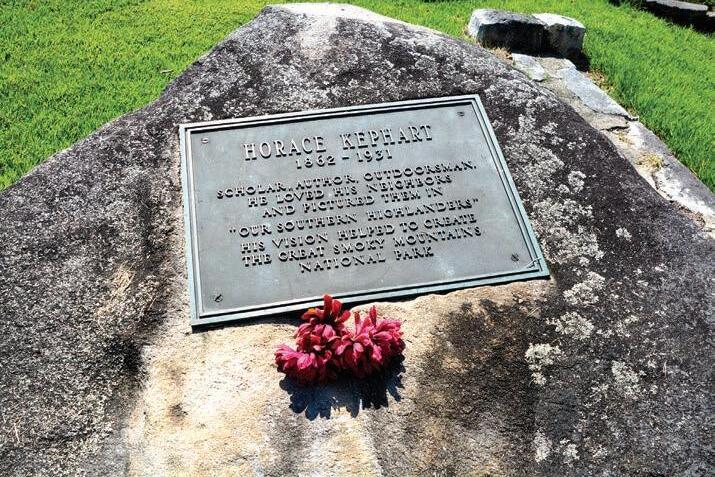 HORACE KEPHART
1862 - 1931
SCHOLAR, AUTHOR, OUTDOORSMAN.
HE LOVED HIS NEIGHBORS
AND PICTURED THEM IN
"OUR SOUTHERN HIGHLANDERS"
HIS VISION HELPED TO CREATE
THE GREAT SMOKY MOUNTAINS
NATIONAL PARK